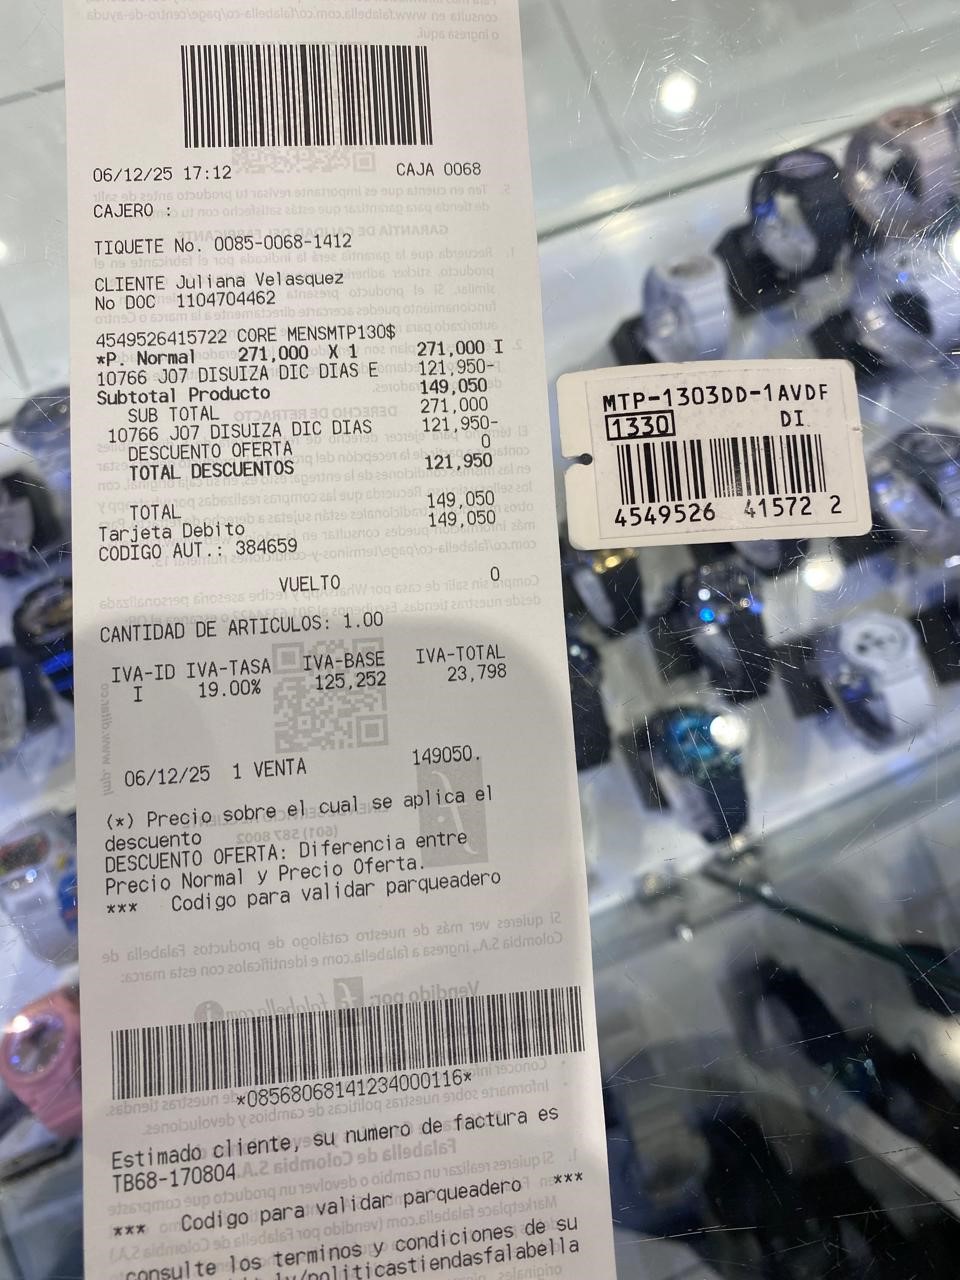 06/12/25 17:12 CAJA 0068
CAJERO :
TIQUETE No. 0085-0068-1412
CLIENTE Juliana Velasquez
No DOC 1104704462
4549526415722 CORE MENSMTP130$
*P. Normal 271,000 X 1 271,000 I
10766 J07 DISUIZA DIC DIAS E 121,950-
Subtotal Producto 149,050
SUB TOTAL 271,000
10766 J07 DISUIZA DIC DIAS 121,950-
DESCUENTO OFERTA 0
TOTAL DESCUENTOS 121,950
TOTAL 149,050
Tarjeta Debito 149,050
CODIGO AUT.: 384659
VUELTO 0
CANTIDAD DE ARTICULOS: 1.00
IVA-ID IVA-TASA IVA-BASE IVA-TOTAL
I 19.00% 125,252 23,798
06/12/25 1 VENTA 149050.
(*) Precio sobre el cual se aplica el
descuento
DESCUENTO OFERTA: Diferencia entre
Precio Normal y Precio Oferta.
*** Codigo para validar parqueadero
*08568068141234000116*
Estimado cliente, su numero de factura es
TB68-170804
*** Codigo para validar parqueadero ***
consulte los terminos y condiciones de su
ly/politicastiendasfalabella
MTP-1303DD-1AVDF
1330 DI.
4549526 41572 2